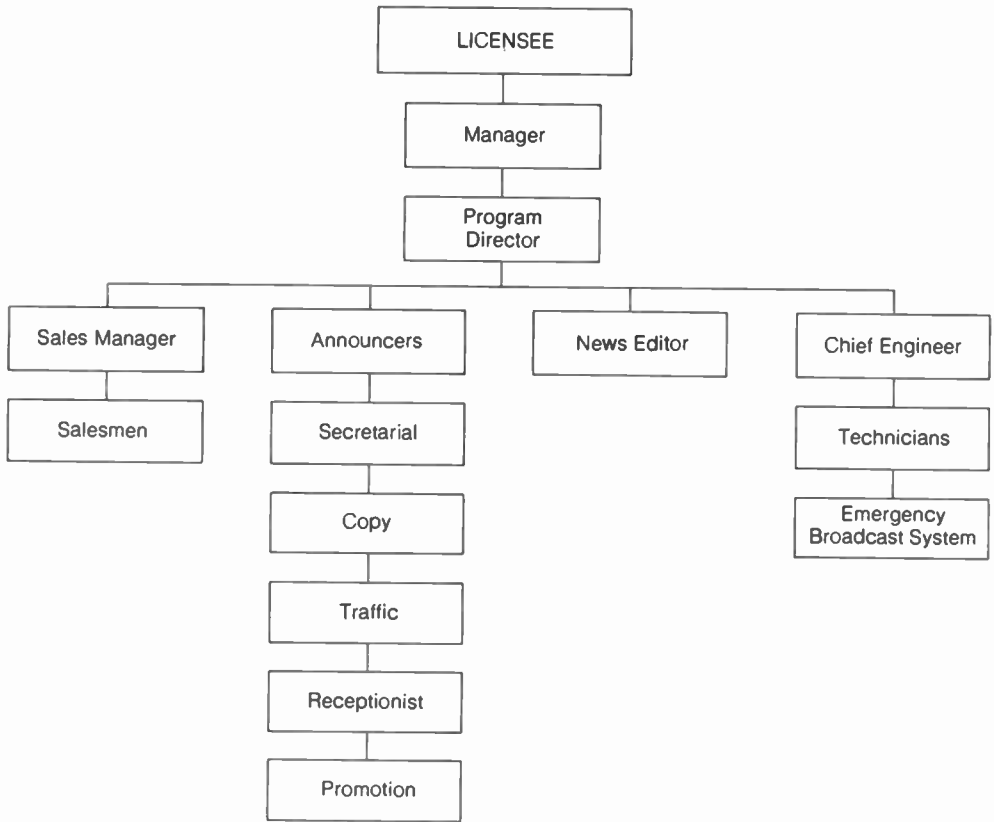 LICENSEE
Manager
Program
Director
Sales Manager
Announcers
News Editor
Chief Engineer
Salesmen
Secretarial
Technicians
Copy
Emergency
Broadcast System
Traffic
Receptionist
Promotion